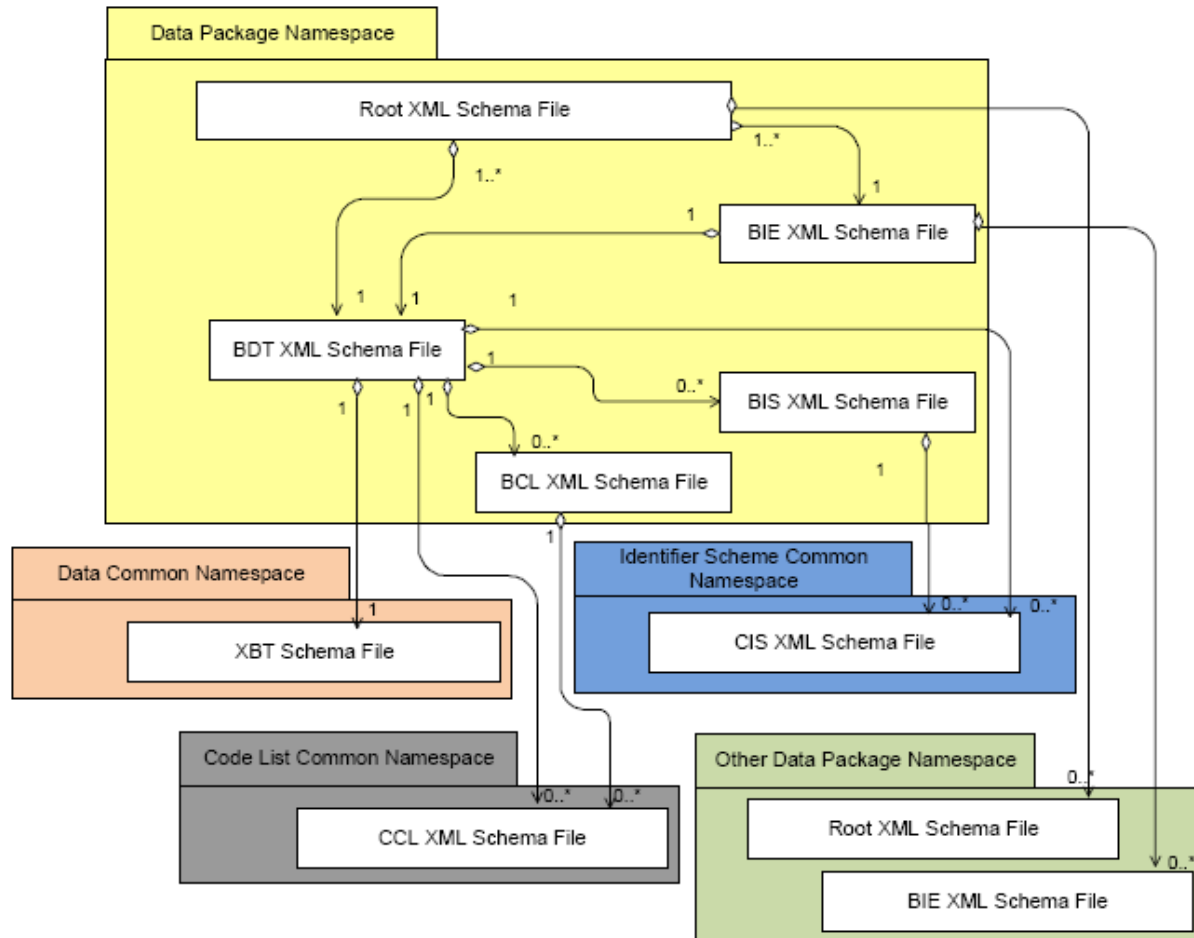 Data Package Namespace
Root XML Schema File
1..*
1..*
1
1
BIE XML Schema File
1
1
1
BDT XML Schema File
1
0..*
BIS XML Schema File
1
1
1
0..*
1
BCL XML Schema File
1
Data Common Namespace
Identifier Scheme Common
Namespace
1
0..*
0..*
XBT Schema File
CIS XML Schema File
Code List Common Namespace
Other Data Package Namespace
0..*
0..*
0..*
CCL XML Schema File
Root XML Schema File
0..*
BIE XML Schema File